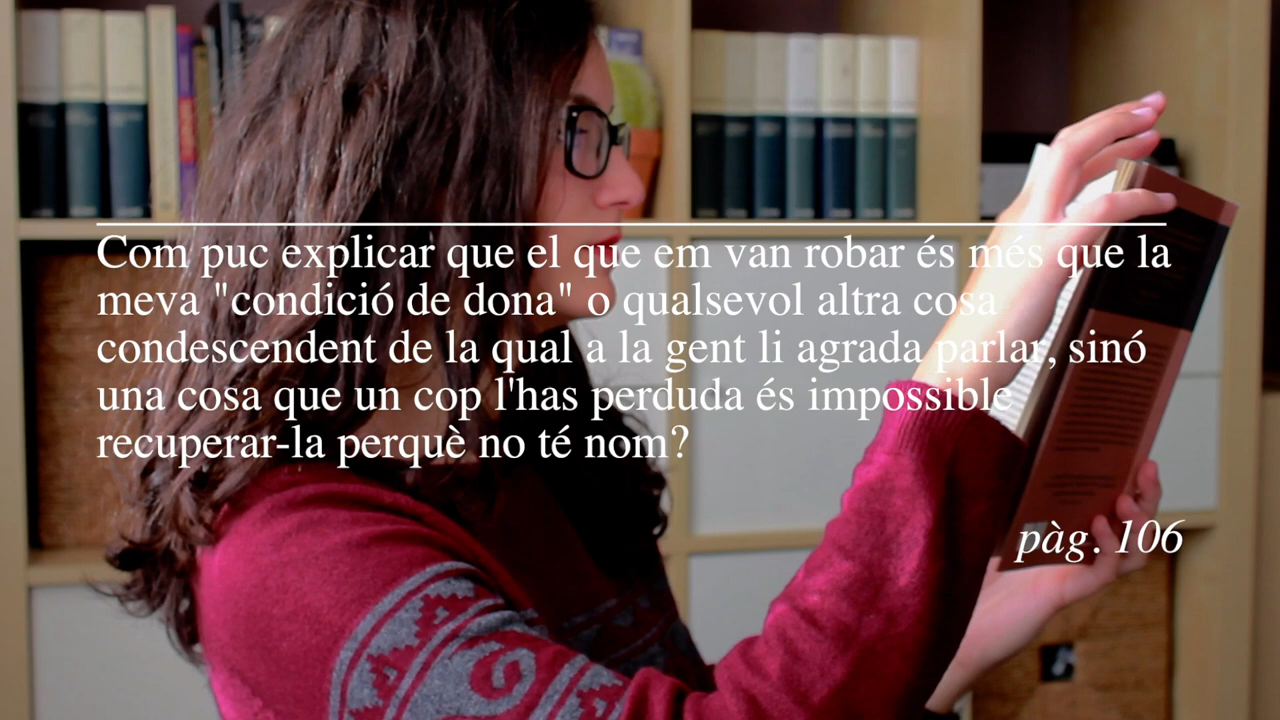 Com puc explicar que el que em van robar és més que la
meva "condició de dona" o qualsevol altra cosa
condescendent de la qual a la gent li agrada parlar, sinó
una cosa que un cop l'has perduda és impossible
recuperar-la perquè no té nom?
pàg. 106